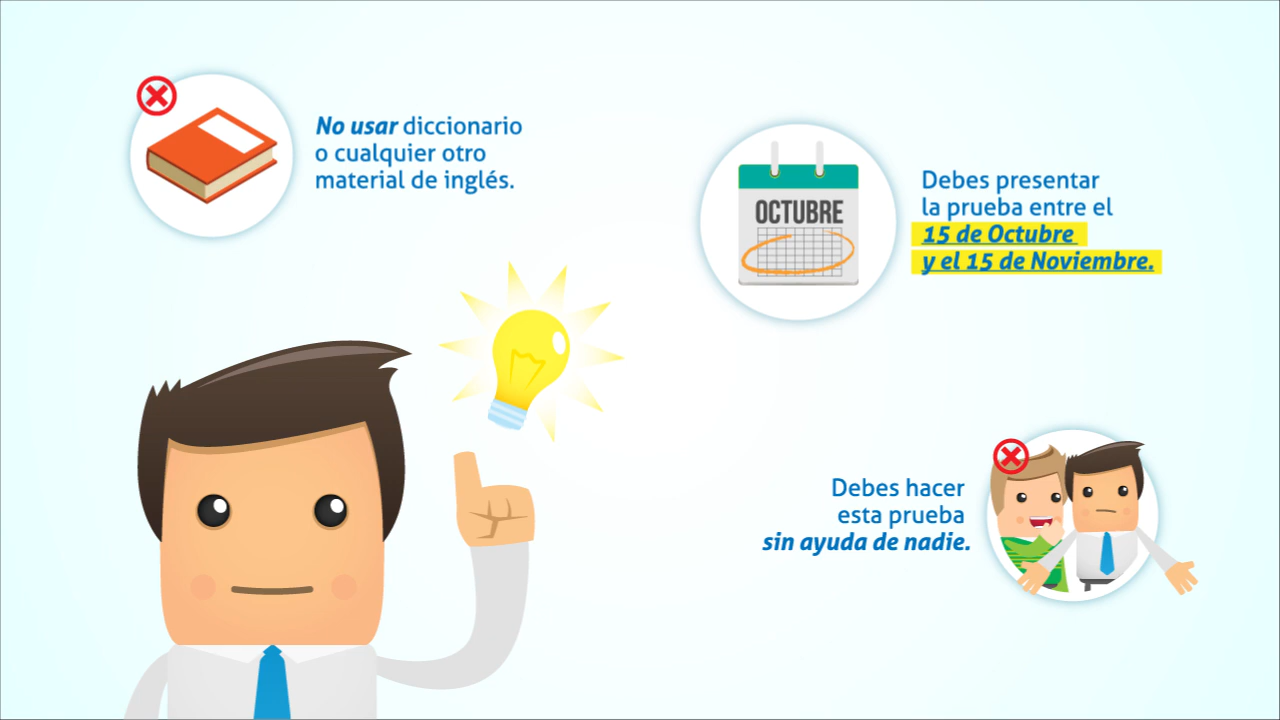 No usar diccionario
o cualquier otro
material de inglés.
OCTUBRE
Debes presentar
la prueba entre el
15 de Octubre
y el 15 de Noviembre.
Debes hacer
esta prueba
sin ayuda de nadie.